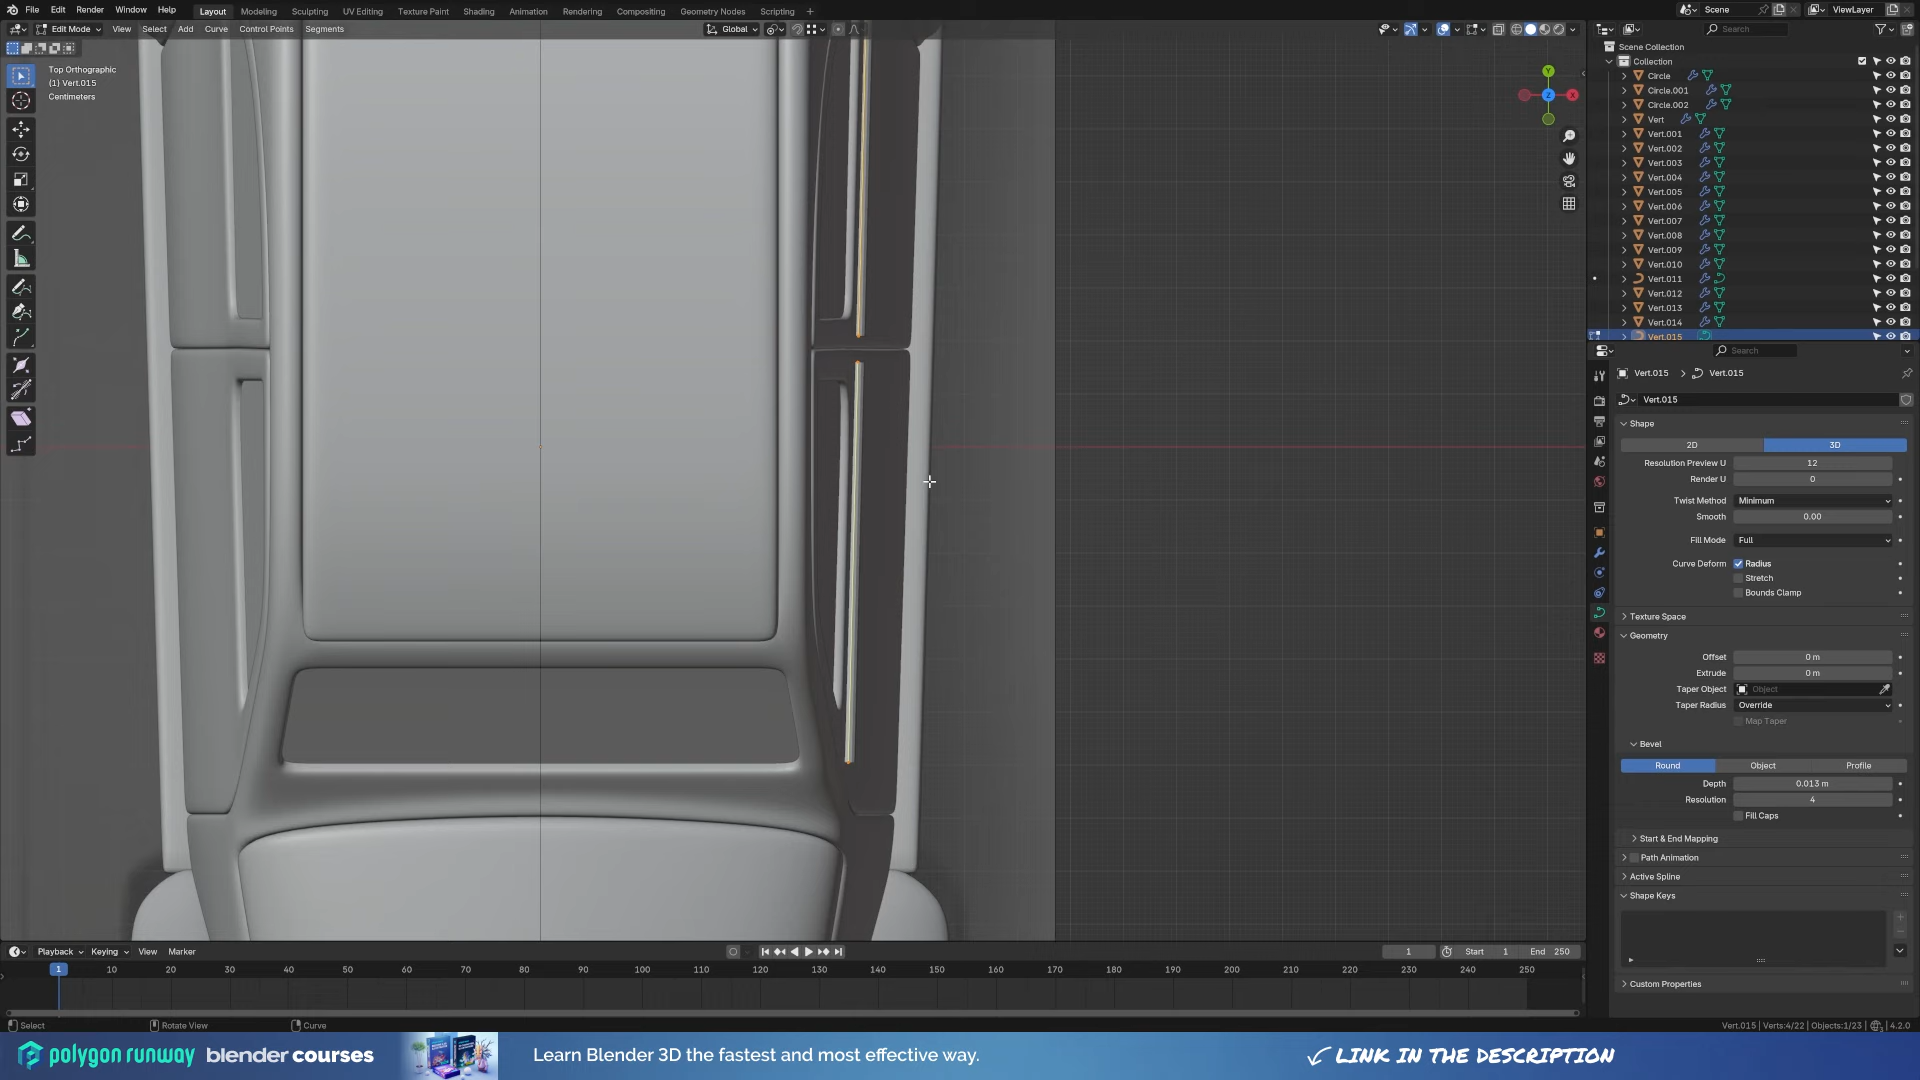 File Edit Render Window Help Layout Modeling Sculpting UV Editing Texture Paint Shading Animation Rendering Compositing Geometry Nodes Scripting + Scene ViewLayer
Edit Mode View Select Add Curve Control Points Segments Global Search
Top Orthographic
(1) Vert.015
Centimeters
Y
Z
X
Scene Collection
Collection
Circle
Circle.001
Circle.002
Vert
Vert.001
Vert.002
Vert.003
Vert.004
Vert.005
Vert.006
Vert.007
Vert.008
Vert.009
Vert.010
Vert.011
Vert.012
Vert.013
Vert.014
Vert.015
Search
Vert.015 > Vert.015
Vert.015
Shape
2D 3D
Resolution Preview U 12
Render U 0
Twist Method Minimum
Smooth 0.00
Fill Mode Full
Curve Deform Radius
Stretch
Bounds Clamp
Texture Space
Geometry
Offset 0 m
Extrude 0 m
Taper Object Object
Taper Radius Override
Map Taper
Bevel
Round Object Profile
Depth 0.013 m
Resolution 4
Fill Caps
Start & End Mapping
Path Animation
Active Spline
Shape Keys
Custom Properties
Playback Keying View Marker 1 Start 1 End 250
1 10 20 30 40 50 60 70 80 90 100 110 120 130 140 150 160 170 180 190 200 210 220 230 240 250
Select Rotate View Curve Vert.015 | Verts:4/22 | Objects:1/23 | 4.2.0
polygon runway blender courses Learn Blender 3D the fastest and most effective way. LINK IN THE DESCRIPTION